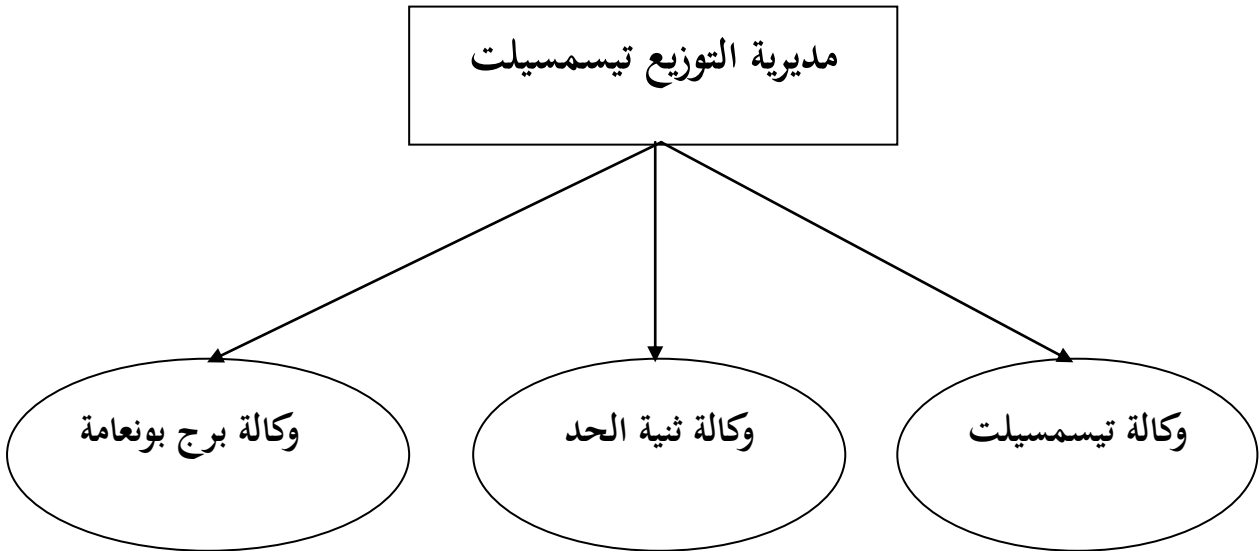 مديرية التوزيع تيسمسيلت
وكالة تيسمسيلت
وكالة ثنية الحد
وكالة برج بونعامة